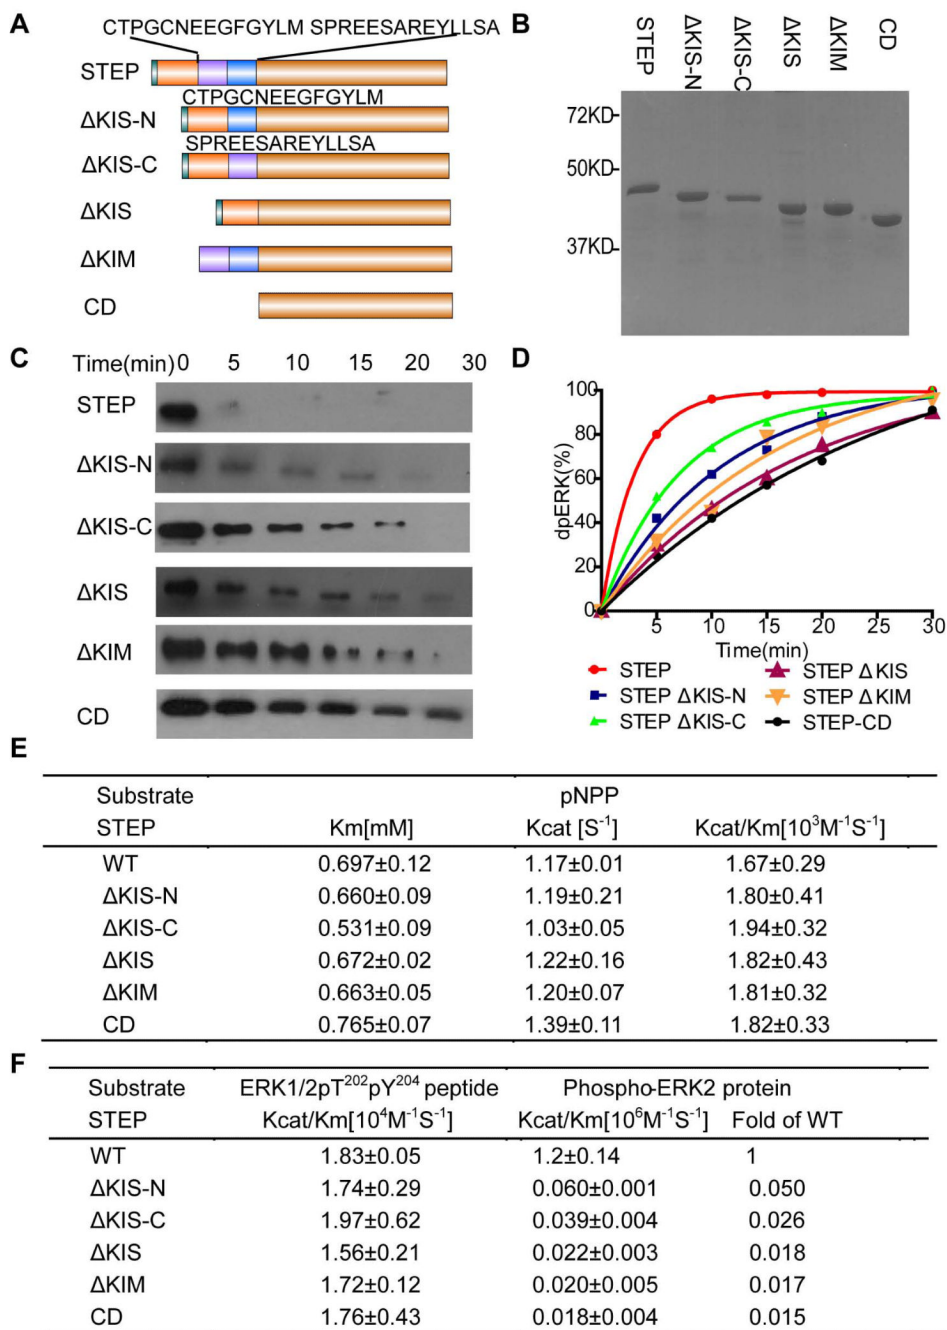 A
CTPGCNEEGFGYLM SPREESAREYLLSA
STEP
CTPGCNEEGFGYLM
ΔKIS-N
SPREESAREYLLSA
ΔKIS-C
ΔKIS
ΔKIM
CD
B
STEP
ΔKIS-N
ΔKIS-C
ΔKIS
ΔKIM
CD
72KD
50KD
37KD
C
Time(min) 0 5 10 15 20 30
STEP
ΔKIS-N
ΔKIS-C
ΔKIS
ΔKIM
CD
D
dpERK(%)
100
80
60
40
20
0
5 10 15 20 25 30
Time(min)
STEP
STEP ΔKIS-N
STEP ΔKIS-C
STEP ΔKIS
STEP ΔKIM
STEP-CD
E
Substrate pNPP
STEP Km[mM] Kcat [S⁻¹] Kcat/Km[10³M⁻¹S⁻¹]
WT 0.697±0.12 1.17±0.01 1.67±0.29
ΔKIS-N 0.660±0.09 1.19±0.21 1.80±0.41
ΔKIS-C 0.531±0.09 1.03±0.05 1.94±0.32
ΔKIS 0.672±0.02 1.22±0.16 1.82±0.43
ΔKIM 0.663±0.05 1.20±0.07 1.81±0.32
CD 0.765±0.07 1.39±0.11 1.82±0.33
F
Substrate ERK1/2pT²⁰²pY²⁰⁴ peptide Phospho-ERK2 protein
STEP Kcat/Km[10⁴M⁻¹S⁻¹] Kcat/Km[10⁶M⁻¹S⁻¹] Fold of WT
WT 1.83±0.05 1.2±0.14 1
ΔKIS-N 1.74±0.29 0.060±0.001 0.050
ΔKIS-C 1.97±0.62 0.039±0.004 0.026
ΔKIS 1.56±0.21 0.022±0.003 0.018
ΔKIM 1.72±0.12 0.020±0.005 0.017
CD 1.76±0.43 0.018±0.004 0.015